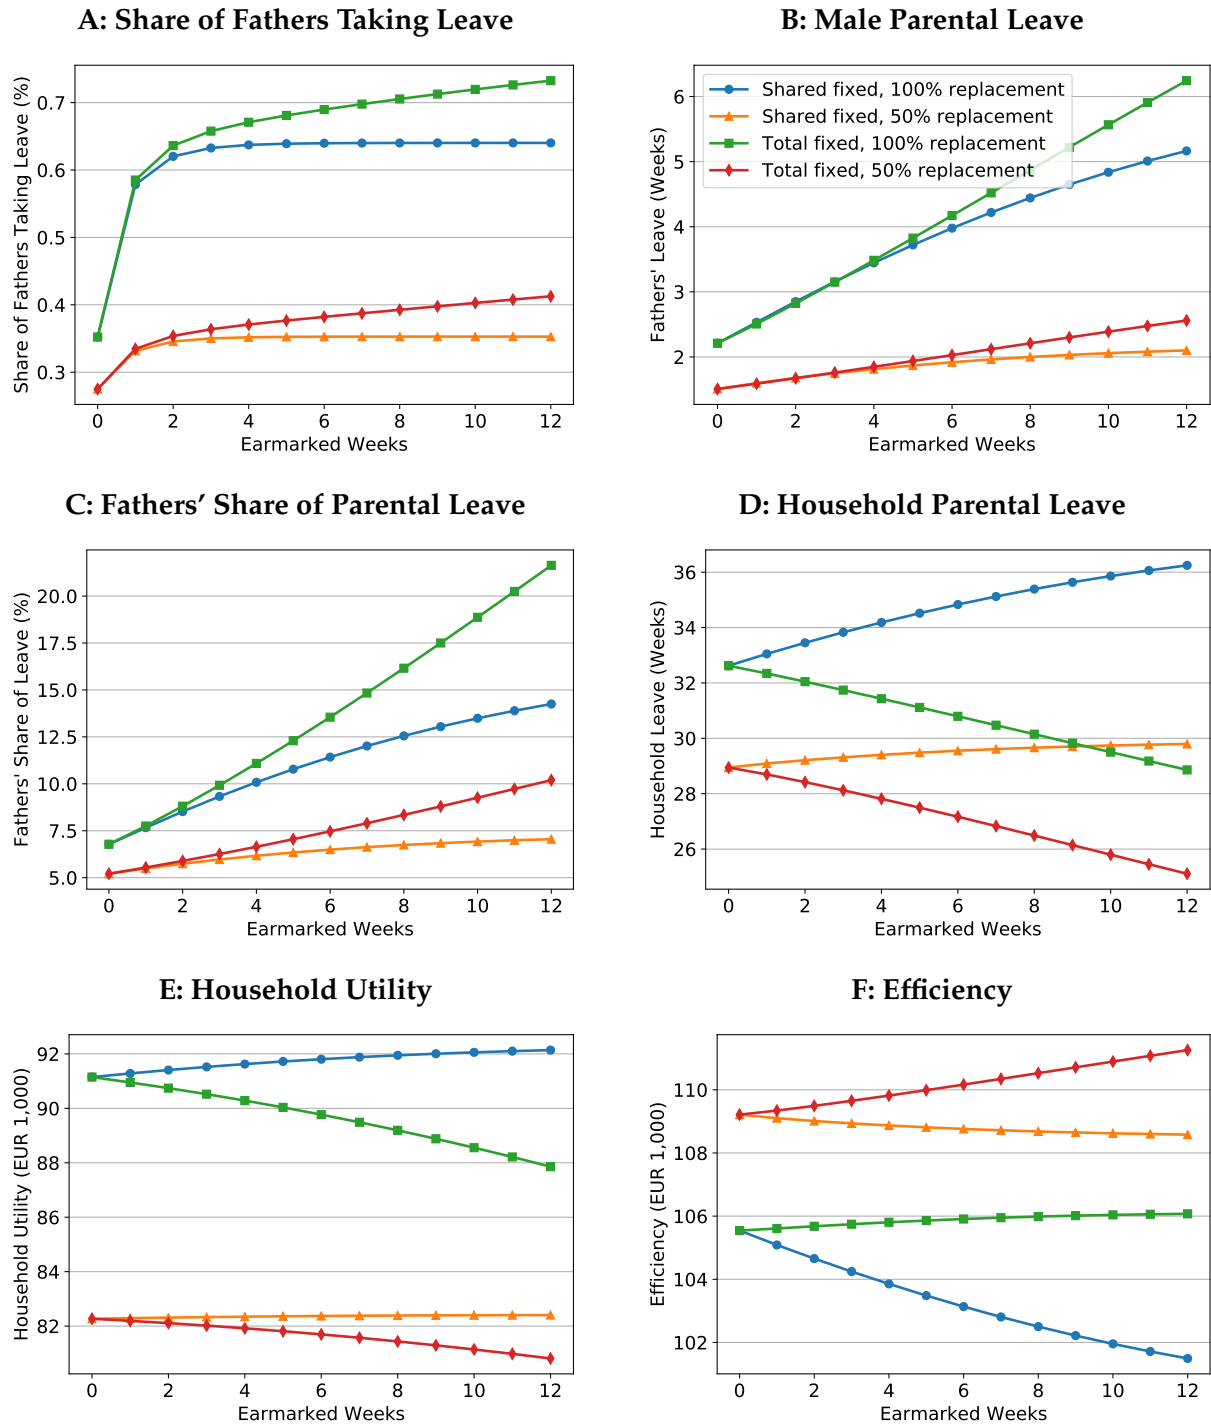 A: Share of Fathers Taking Leave
Share of Fathers Taking Leave (%)
0.7
0.6
0.5
0.4
0.3
0 2 4 6 8 10 12
Earmarked Weeks
B: Male Parental Leave
Fathers' Leave (Weeks)
Shared fixed, 100% replacement
Shared fixed, 50% replacement
Total fixed, 100% replacement
Total fixed, 50% replacement
6
5
4
3
2
0 2 4 6 8 10 12
Earmarked Weeks
C: Fathers’ Share of Parental Leave
Fathers' Share of Leave (%)
20.0
17.5
15.0
12.5
10.0
7.5
5.0
0 2 4 6 8 10 12
Earmarked Weeks
D: Household Parental Leave
Household Leave (Weeks)
36
34
32
30
28
26
0 2 4 6 8 10 12
Earmarked Weeks
E: Household Utility
Household Utility (EUR 1,000)
92
90
88
86
84
82
0 2 4 6 8 10 12
Earmarked Weeks
F: Efficiency
Efficiency (EUR 1,000)
110
108
106
104
102
0 2 4 6 8 10 12
Earmarked Weeks